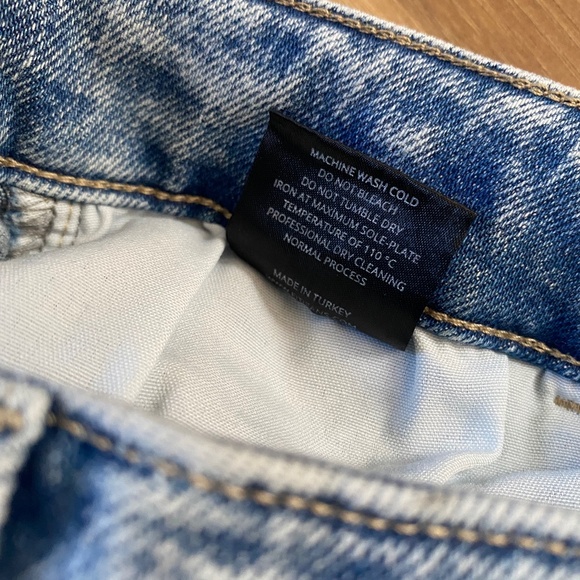 MACHINE WASH COLD
DO NOT BLEACH
DO NOT TUMBLE DRY
IRON AT MAXIMUM SOLE-PLATE
TEMPERATURE OF 110 °C
PROFESSIONAL DRY CLEANING
NORMAL PROCESS
MADE IN TURKEY